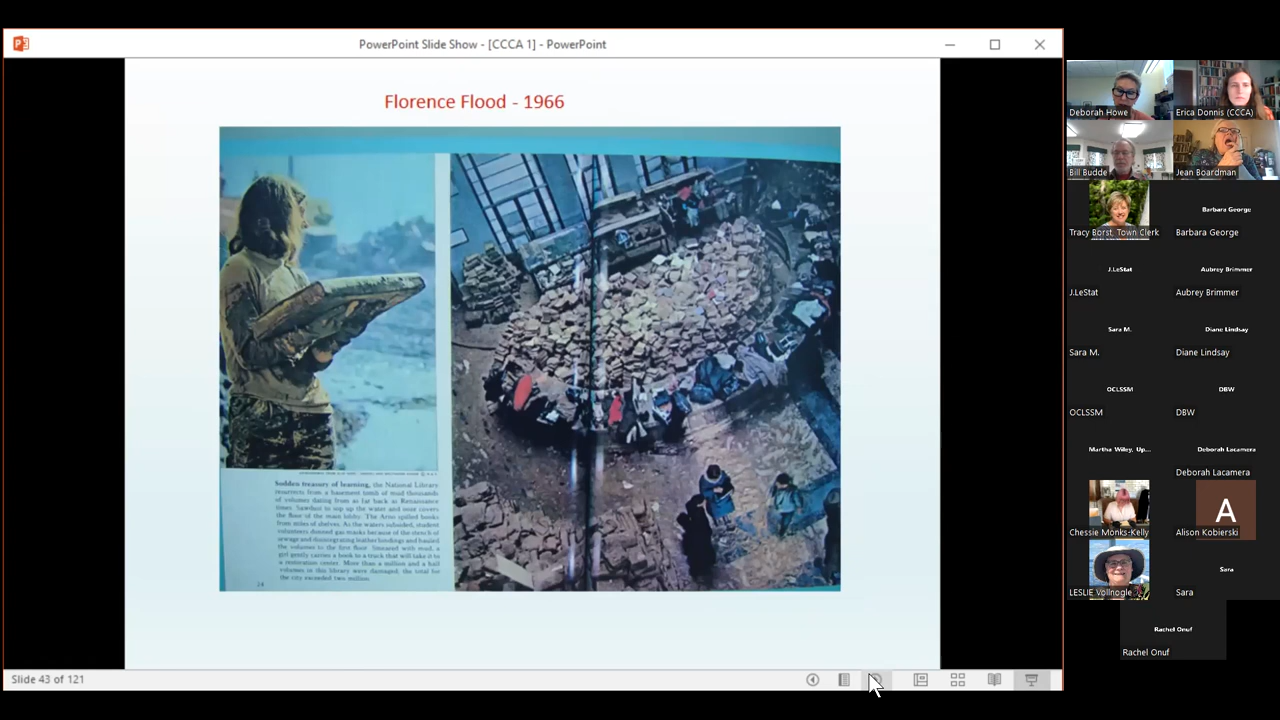 PowerPoint Slide Show - [CCCA 1] - PowerPoint
Florence Flood - 1966
Sodden treasury of learning, the National Library
resurrects from a basement tomb of mud thousands
of volumes dating from as far back as Renaissance
times. Sawdust to sop up the water and ooze covers
the floor of the main lobby. The Arno spilled books
from miles of shelves. As the waters subsided, student
volunteers donned gas masks because of the stench of
sewage and disintegrating leather bindings and hauled
the volumes to the first floor. Smeared with mud, a
girl gently carries a book to a truck that will take it to
a restoration center. More than a million and a half
volumes in this library were damaged; the total for
the city exceeded two million.
24
Slide 43 of 121
Deborah Howe
Erica Donnis (CCCA)
Bill Budde
Jean Boardman
Tracy Borst, Town Clerk
Barbara George
Barbara George
J.LeStat
J.LeStat
Aubrey Brimmer
Aubrey Brimmer
Sara M.
Sara M.
Diane Lindsay
Diane Lindsay
OCLSSM
OCLSSM
DBW
DBW
Martha Wiley, Up...
Deborah Lacamera
Deborah Lacamera
Chessie Monks-Kelly
A
Alison Kobierski
LESLIE Vollnogle
Sara
Sara
Rachel Onuf
Rachel Onuf